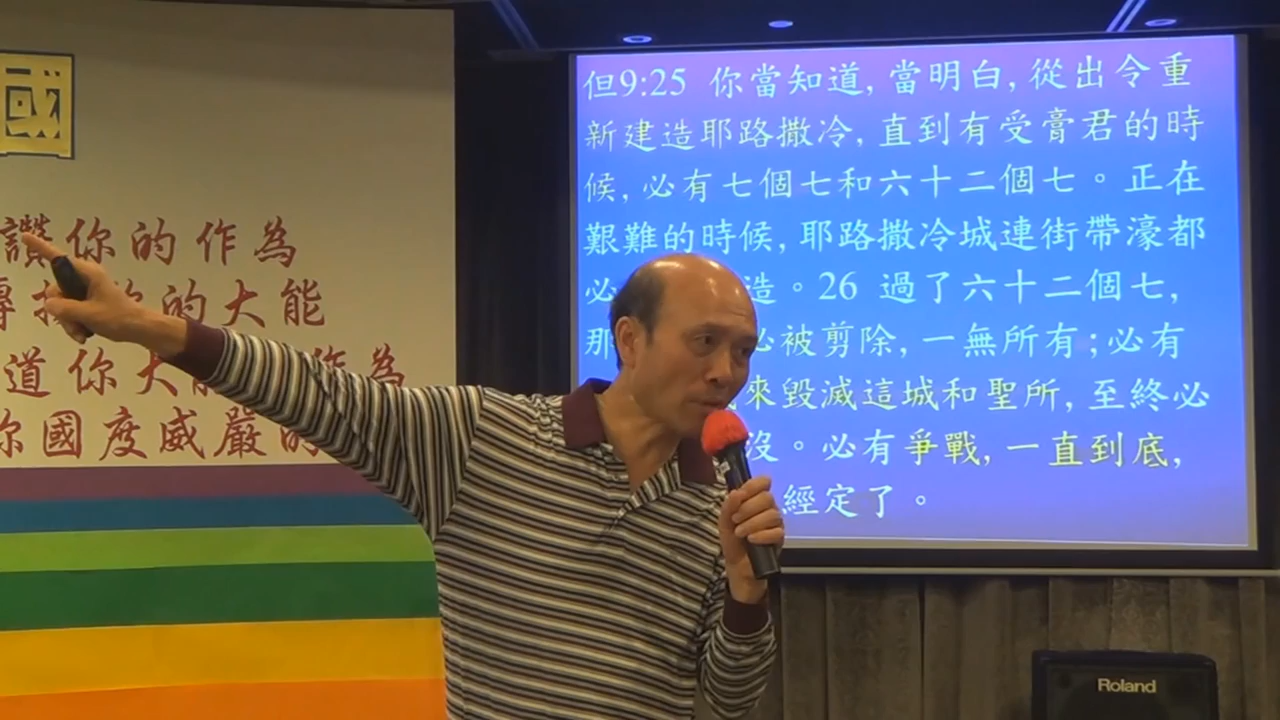 國
讚你的作為
你的大能
道你大作為
你國度威嚴的
但9:25 你當知道, 當明白, 從出令重
新建造耶路撒冷, 直到有受膏君的時
候, 必有七個七和六十二個七。正在
艱難的時候, 耶路撒冷城連街帶濠都
必造。26 過了六十二個七,
那必被剪除, 一無所有; 必有
來毀滅這城和聖所, 至終必
沒。必有爭戰, 一直到底,
經定了。
Roland